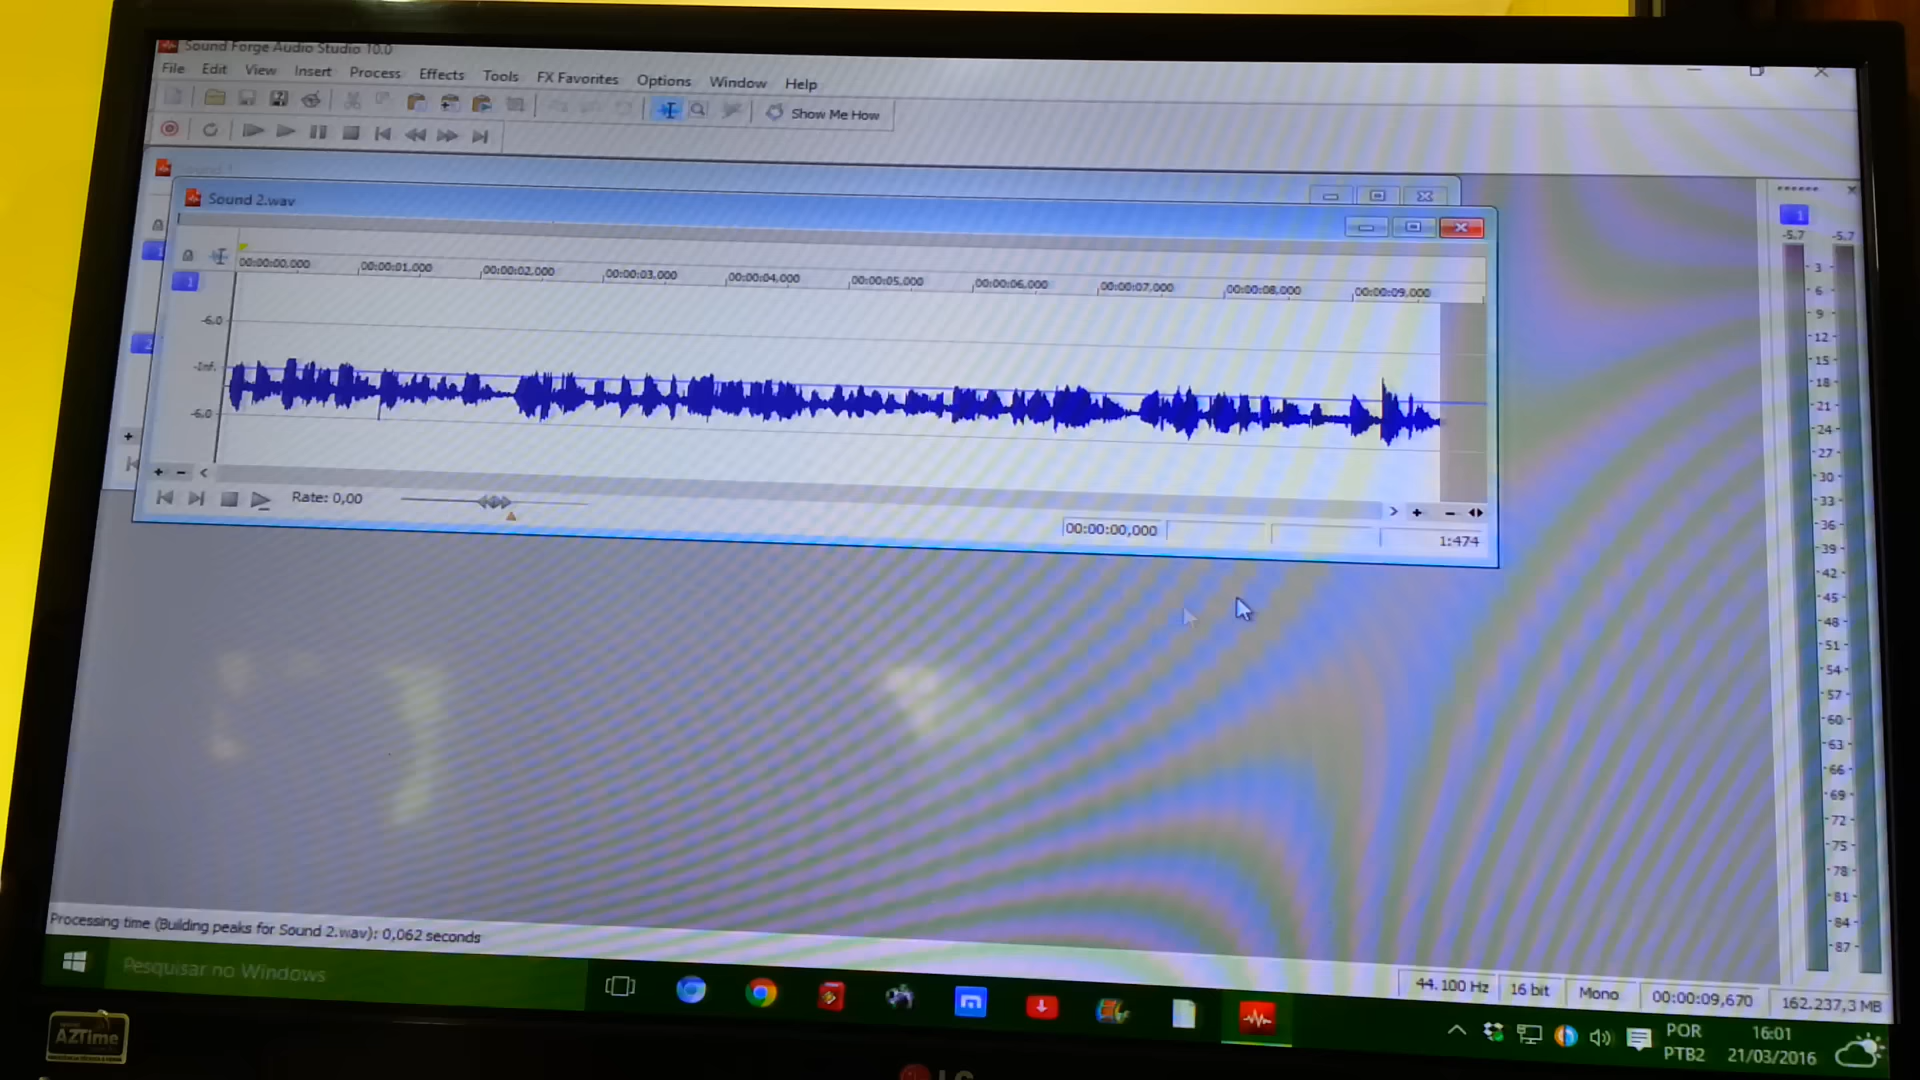 Sound Forge Audio Studio 10.0
File Edit View Insert Process Effects Tools FX Favorites Options Window Help
Show Me How
Sound 2.wav
00:00:00,000 00:00:01,000 00:00:02,000 00:00:03,000 00:00:04,000 00:00:05,000 00:00:06,000 00:00:07,000 00:00:08,000 00:00:09,000
1
2
1
-6.0
-Inf.
-6.0
Rate: 0,00
00:00:00,000
1:474
1
-5.7 -5.7
3
6
9
12
15
18
21
24
27
30
33
36
39
42
45
48
51
54
57
60
63
66
69
72
75
78
81
84
87
Processing time (Building peaks for Sound 2.wav): 0,062 seconds
44.100 Hz 16 bit Mono 00:00:09,670 162.237,3 MB
Pesquisar no Windows
POR
PTB2
16:01
21/03/2016
AZTime
LG